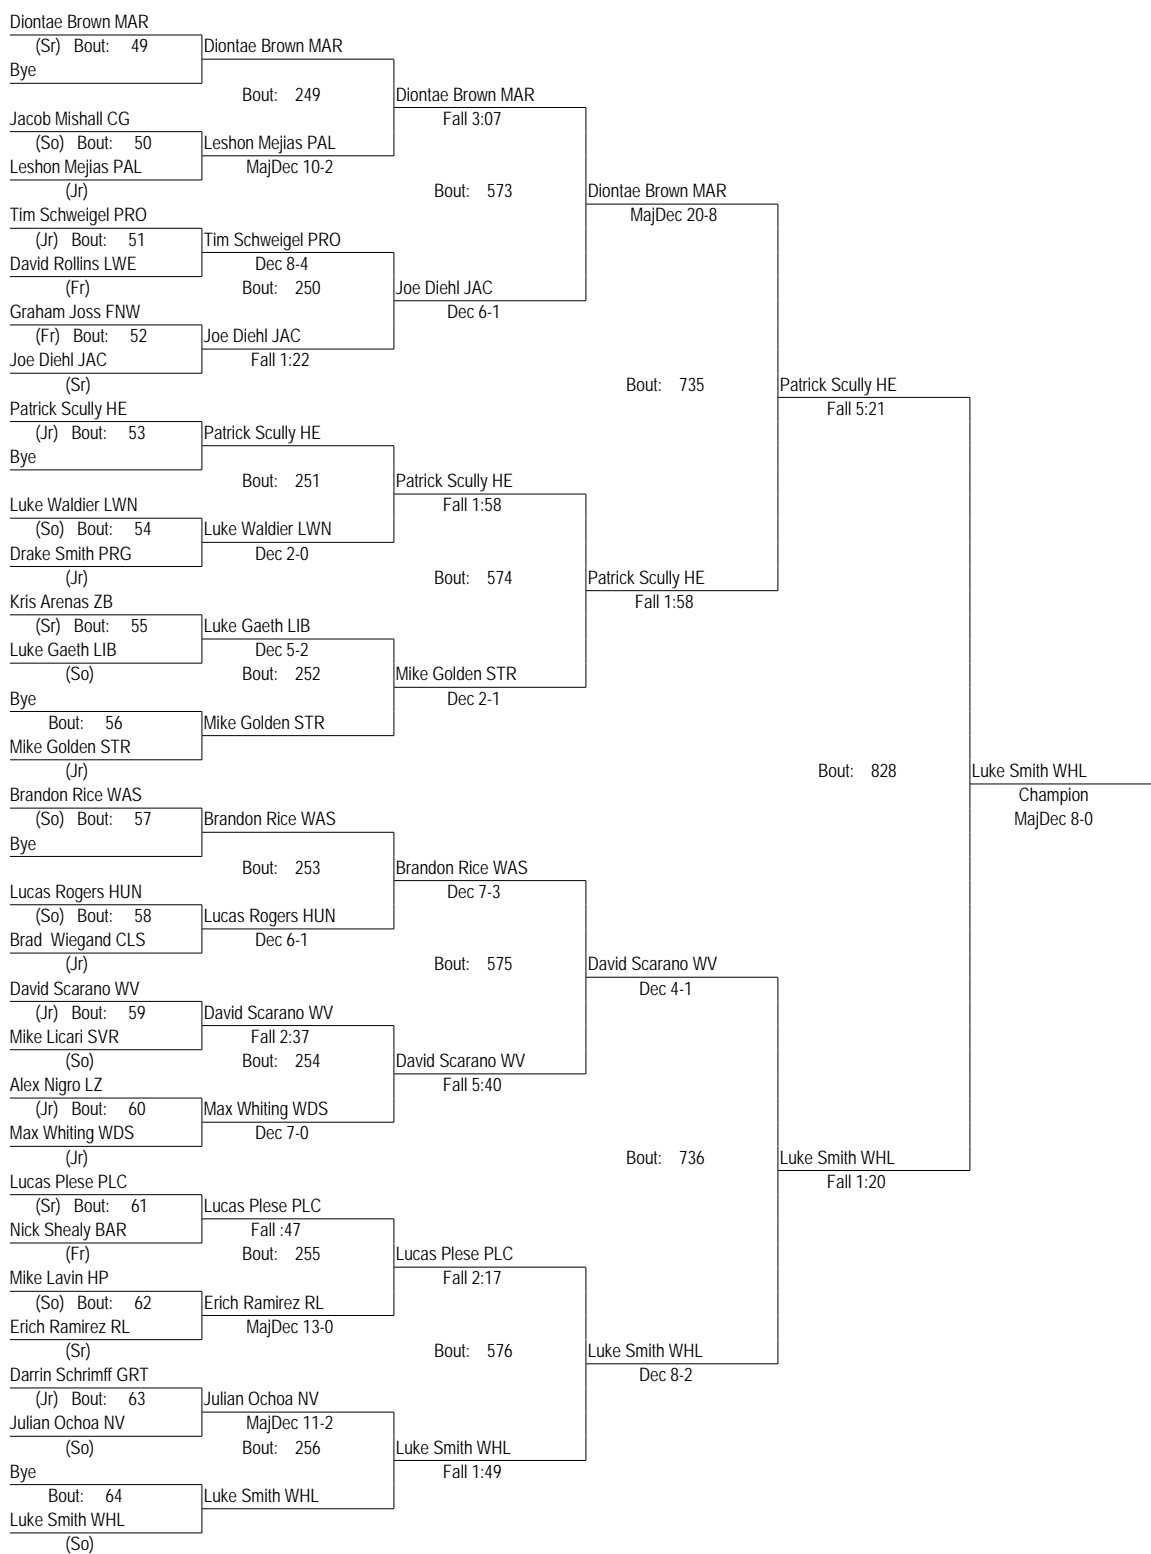 Diontae Brown MAR
(Sr) Bout: 49 Diontae Brown MAR
Bye
Bout: 249 Diontae Brown MAR
Jacob Mishall CG Fall 3:07
(So) Bout: 50 Leshon Mejias PAL
Leshon Mejias PAL MajDec 10-2
(Jr) Bout: 573 Diontae Brown MAR
Tim Schweigel PRO MajDec 20-8
(Jr) Bout: 51 Tim Schweigel PRO
David Rollins LWE Dec 8-4
(Fr) Bout: 250 Joe Diehl JAC
Graham Joss FNW Dec 6-1
(Fr) Bout: 52 Joe Diehl JAC
Joe Diehl JAC Fall 1:22
(Sr) Bout: 735 Patrick Scully HE
Patrick Scully HE Fall 5:21
(Jr) Bout: 53 Patrick Scully HE
Bye
Bout: 251 Patrick Scully HE
Luke Waldier LWN Fall 1:58
(So) Bout: 54 Luke Waldier LWN
Drake Smith PRG Dec 2-0
(Jr) Bout: 574 Patrick Scully HE
Kris Arenas ZB Fall 1:58
(Sr) Bout: 55 Luke Gaeth LIB
Luke Gaeth LIB Dec 5-2
(So) Bout: 252 Mike Golden STR
Bye Dec 2-1
Bout: 56 Mike Golden STR
Mike Golden STR
(Jr) Bout: 828 Luke Smith WHL
Brandon Rice WAS Champion
(So) Bout: 57 Brandon Rice WAS MajDec 8-0
Bye
Bout: 253 Brandon Rice WAS
Lucas Rogers HUN Dec 7-3
(So) Bout: 58 Lucas Rogers HUN
Brad Wiegand CLS Dec 6-1
(Jr) Bout: 575 David Scarano WV
David Scarano WV Dec 4-1
(Jr) Bout: 59 David Scarano WV
Mike Licari SVR Fall 2:37
(So) Bout: 254 David Scarano WV
Alex Nigro LZ Fall 5:40
(Jr) Bout: 60 Max Whiting WDS
Max Whiting WDS Dec 7-0
(Jr) Bout: 736 Luke Smith WHL
Lucas Plese PLC Fall 1:20
(Sr) Bout: 61 Lucas Plese PLC
Nick Shealy BAR Fall :47
(Fr) Bout: 255 Lucas Plese PLC
Mike Lavin HP Fall 2:17
(So) Bout: 62 Erich Ramirez RL
Erich Ramirez RL MajDec 13-0
(Sr) Bout: 576 Luke Smith WHL
Darrin Schrimff GRT Dec 8-2
(Jr) Bout: 63 Julian Ochoa NV
Julian Ochoa NV MajDec 11-2
(So) Bout: 256 Luke Smith WHL
Bye Fall 1:49
Bout: 64 Luke Smith WHL
Luke Smith WHL
(So)